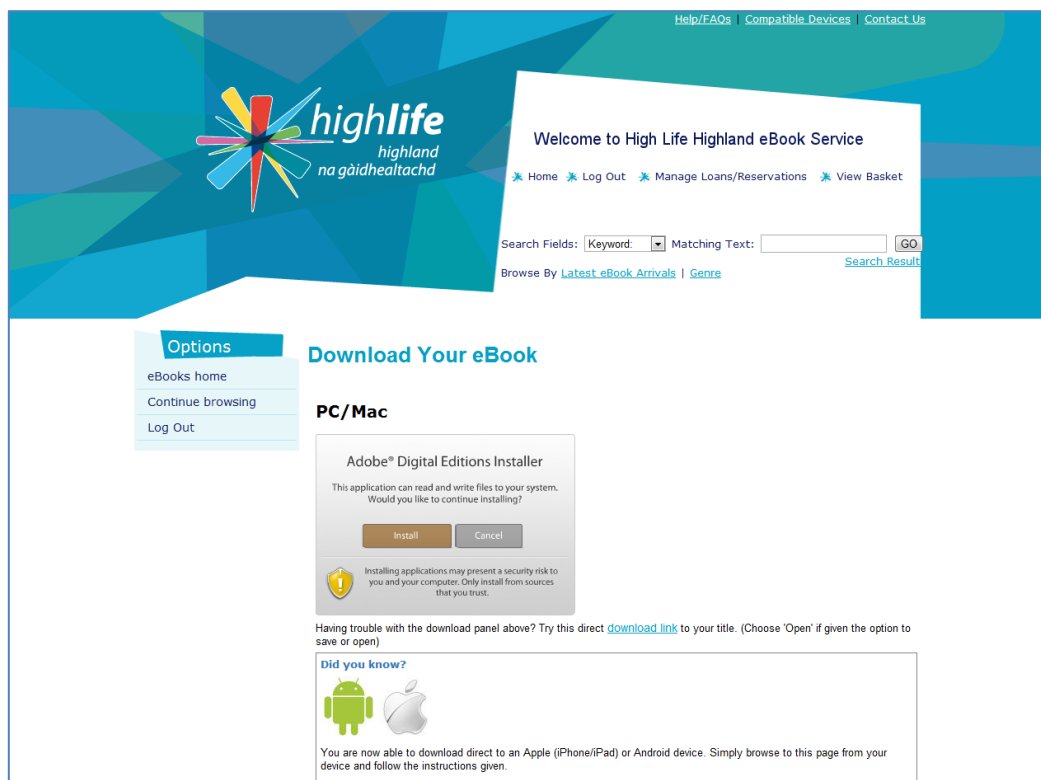 Help/FAQs | Compatible Devices | Contact Us
highlife
highland
na gàidhealtachd
Welcome to High Life Highland eBook Service
Home Log Out Manage Loans/Reservations View Basket
Search Fields: Keyword: Matching Text: GO
Search Result
Browse By Latest eBook Arrivals | Genre
Options
eBooks home
Continue browsing
Log Out
Download Your eBook
PC/Mac
Adobe® Digital Editions Installer
This application can read and write files to your system.
Would you like to continue installing?
Install Cancel
Installing applications may present a security risk to
you and your computer. Only install from sources
that you trust.
Having trouble with the download panel above? Try this direct download link to your title. (Choose 'Open' if given the option to
save or open)
Did you know?
You are now able to download direct to an Apple (iPhone/iPad) or Android device. Simply browse to this page from your
device and follow the instructions given.